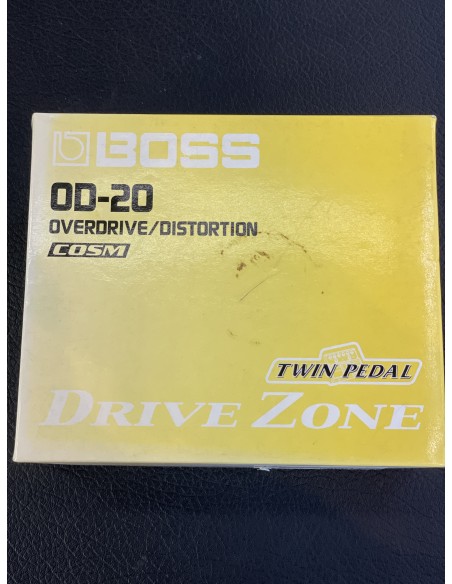 BOSS
OD-20
OVERDRIVE/DISTORTION
COSM
TWIN PEDAL
DRIVE ZONE